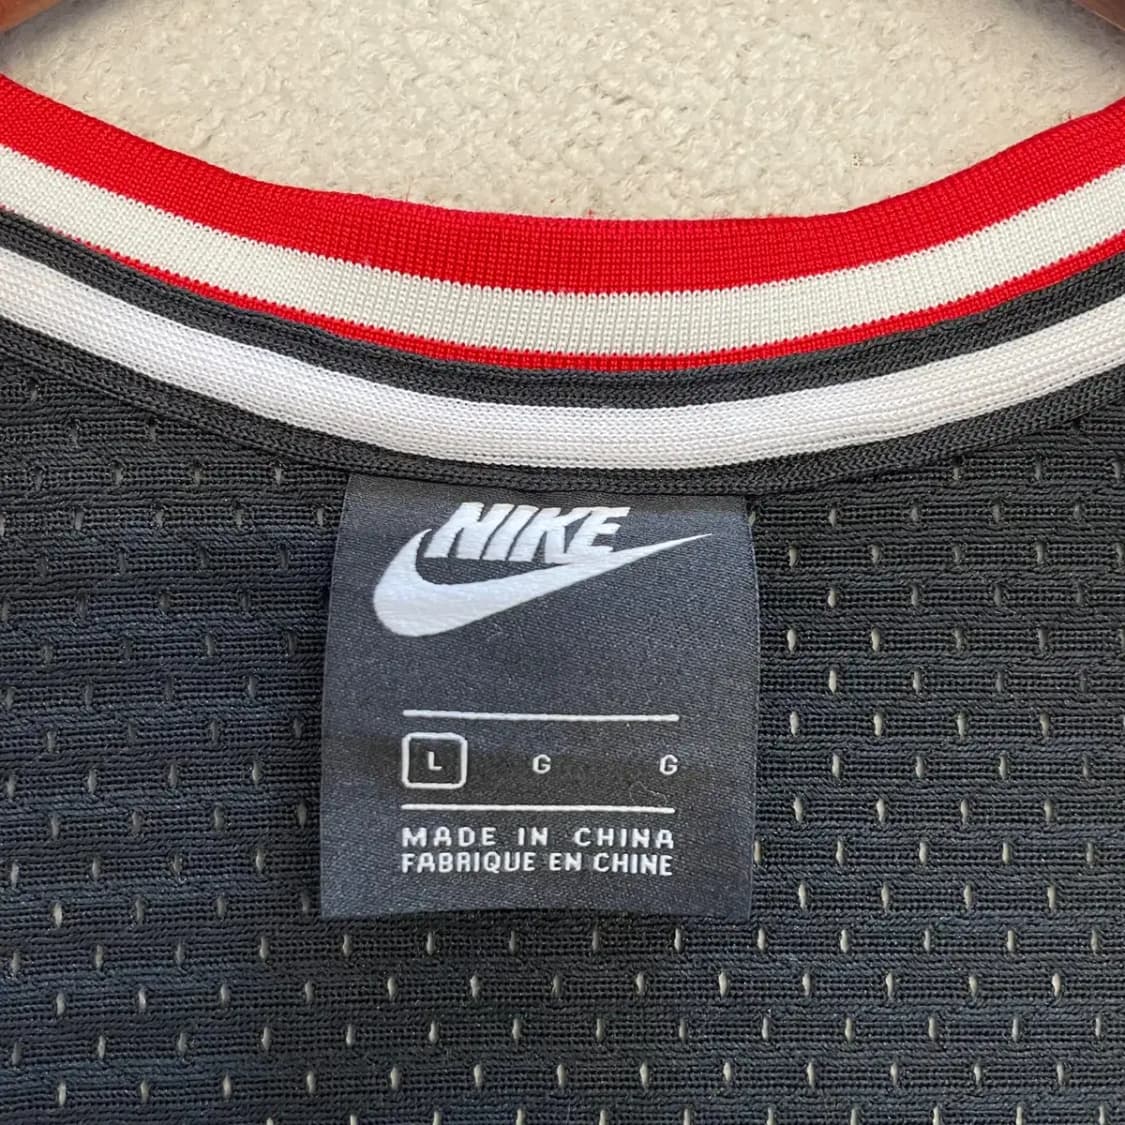 NIKE
L G G
MADE IN CHINA
FABRIQUE EN CHINE